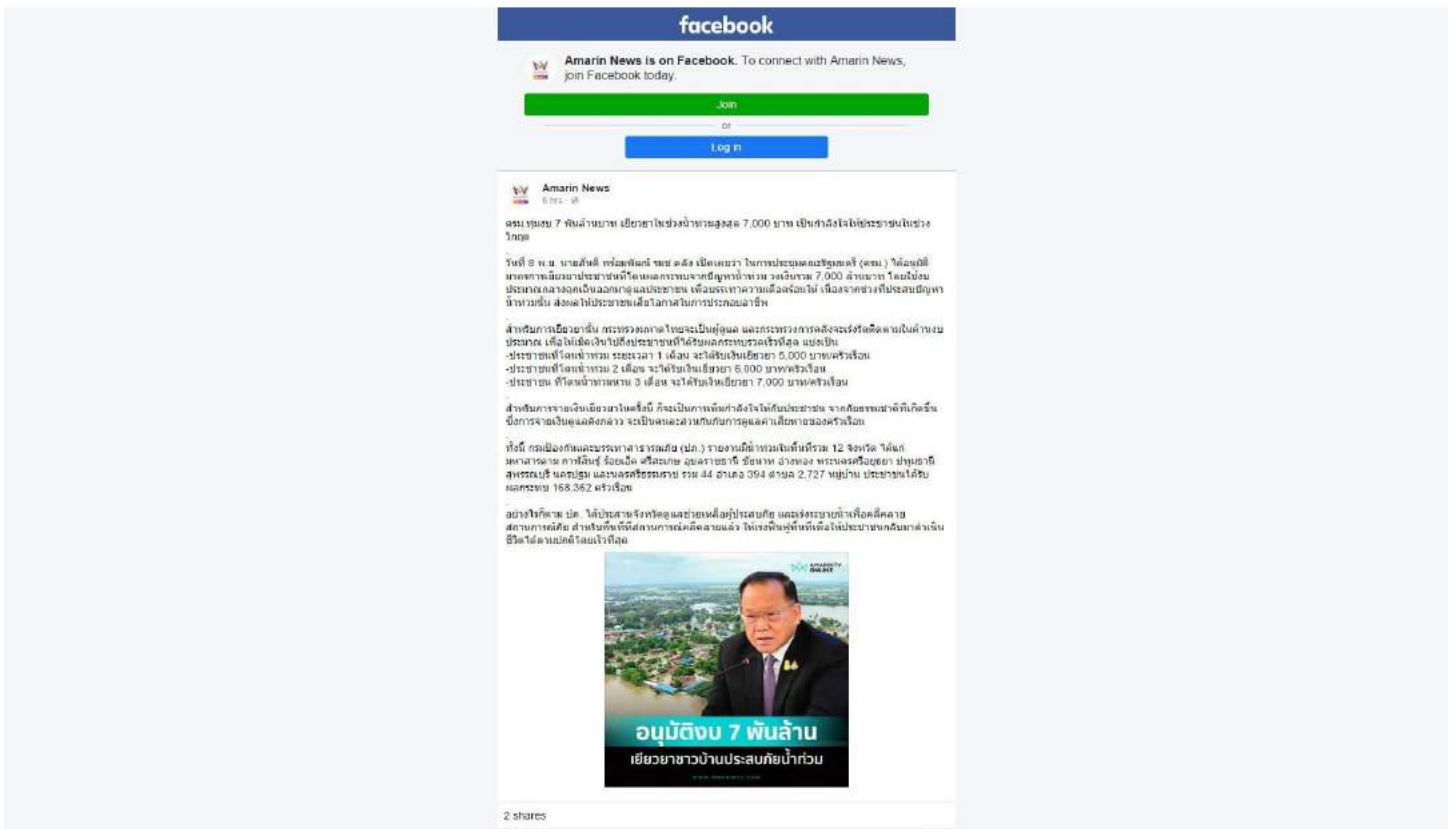 facebook
Amarin News is on Facebook. To connect with Amarin News,
join Facebook today.
Join
or
Log in
Amarin News
6 hrs ·
ครม.ทุ่มงบ 7 พันล้านบาท เยียวยาในช่วงน้ำท่วมสูงสุด 7,000 บาท เป็นกำลังใจให้ประชาชนในช่วง
วิกฤต
.
วันที่ 8 พ.ย. นายสันติ พร้อมพัฒน์ รมช.คลัง เปิดเผยว่า ในการประชุมคณะรัฐมนตรี (ครม.) ได้อนุมัติ
มาตรการเยียวยาประชาชนที่โดนผลกระทบจากปัญหาน้ำท่วม วงเงินรวม 7,000 ล้านบาท โดยใช้งบ
ประมาณกลางฉุกเฉินออกมาดูแลประชาชน เพื่อบรรเทาความเดือดร้อนให้ เนื่องจากช่วงที่ประสบปัญหา
น้ำท่วมนั้น ส่งผลให้ประชาชนเสียโอกาสในการประกอบอาชีพ
.
สำหรับการเยียวยานั้น กระทรวงมหาดไทยจะเป็นผู้ดูแล และกระทรวงการคลังจะเร่งรัดติดตามในด้านงบ
ประมาณ เพื่อให้เม็ดเงินไปถึงประชาชนที่ได้รับผลกระทบรวดเร็วที่สุด แบ่งเป็น
-ประชาชนที่โดนน้ำท่วม ระยะเวลา 1 เดือน จะได้รับเงินเยียวยา 5,000 บาท/ครัวเรือน
-ประชาชนที่โดนน้ำท่วม 2 เดือน จะได้รับเงินเยียวยา 6,000 บาท/ครัวเรือน
-ประชาชน ที่โดนน้ำท่วมนาน 3 เดือน จะได้รับเงินเยียวยา 7,000 บาท/ครัวเรือน
.
สำหรับการจ่ายเงินเยียวยาในครั้งนี้ ก็จะเป็นการเพิ่มกำลังใจให้กับประชาชน จากภัยธรรมชาติที่เกิดขึ้น
ซึ่งการจ่ายเงินดูแลดังกล่าว จะเป็นคนละส่วนกันกับการดูแลค่าเสียหายของครัวเรือน
.
ทั้งนี้ กรมป้องกันและบรรเทาสาธารณภัย (ปภ.) รายงานมีน้ำท่วมในพื้นที่รวม 12 จังหวัด ได้แก่
มหาสารคาม กาฬสินธุ์ ร้อยเอ็ด ศรีสะเกษ อุบลราชธานี ชัยนาท อ่างทอง พระนครศรีอยุธยา ปทุมธานี
สุพรรณบุรี นครปฐม และนครศรีธรรมราช รวม 44 อำเภอ 394 ตำบล 2,727 หมู่บ้าน ประชาชนได้รับ
ผลกระทบ 168,362 ครัวเรือน
.
อย่างไรก็ตาม ปภ. ได้ประสานจังหวัดดูแลช่วยเหลือผู้ประสบภัย และเร่งระบายน้ำเพื่อคลี่คลาย
สถานการณ์ภัย สำหรับพื้นที่ที่สถานการณ์คลี่คลายแล้ว ให้เร่งฟื้นฟูพื้นที่เพื่อให้ประชาชนกลับมาดำเนิน
ชีวิตได้ตามปกติโดยเร็วที่สุด
AMARINTV
ONLINE
อนุมัติงบ 7 พันล้าน
เยียวยาชาวบ้านประสบภัยน้ำท่วม
2 shares